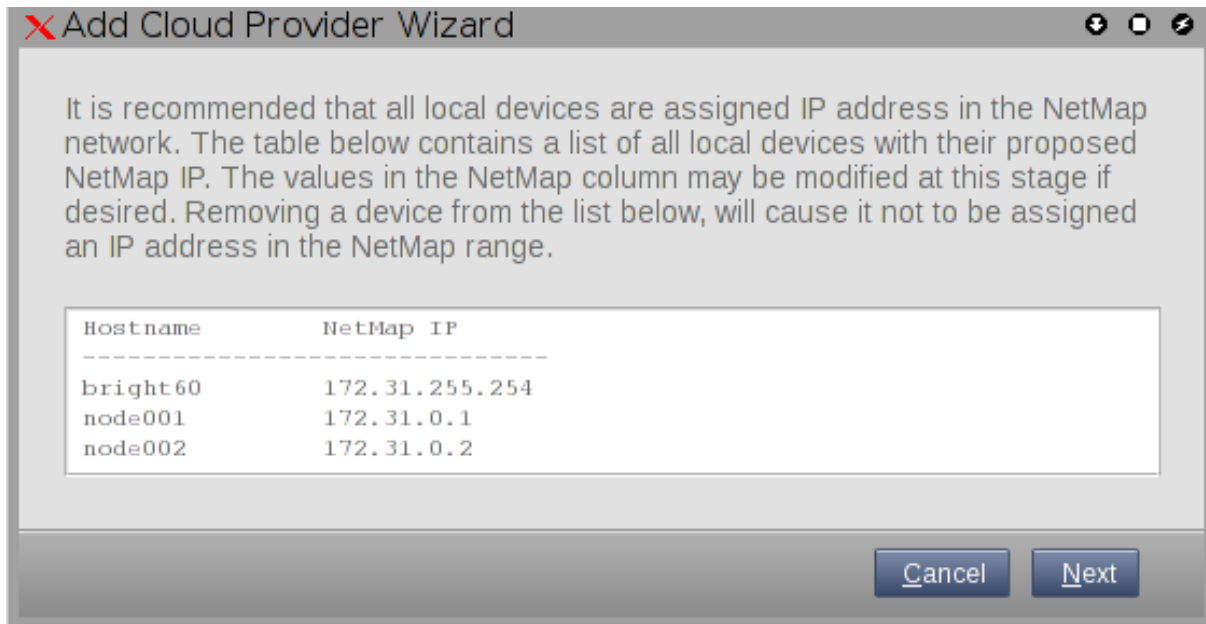 Add Cloud Provider Wizard
It is recommended that all local devices are assigned IP address in the NetMap
network. The table below contains a list of all local devices with their proposed
NetMap IP. The values in the NetMap column may be modified at this stage if
desired. Removing a device from the list below, will cause it not to be assigned
an IP address in the NetMap range.
Hostname NetMap IP
-------------------------------
bright60 172.31.255.254
node001 172.31.0.1
node002 172.31.0.2
Cancel Next